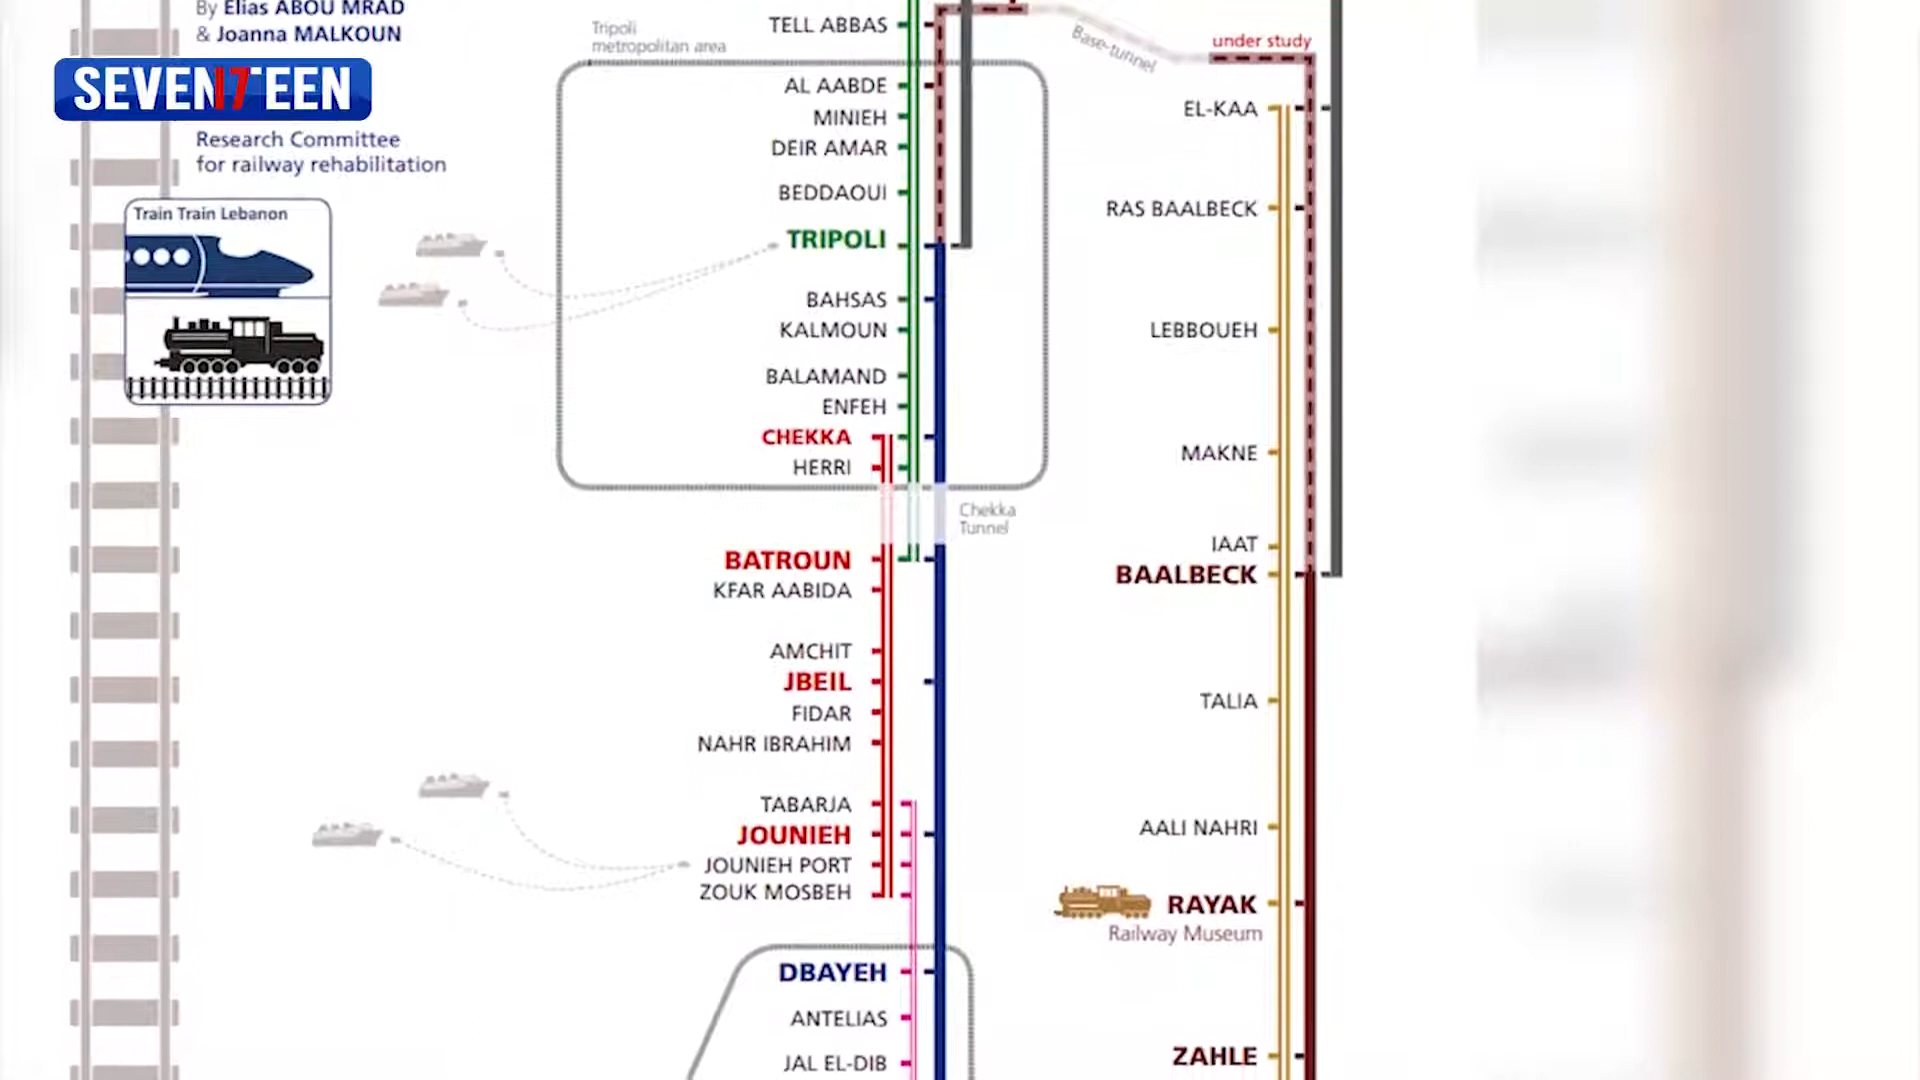 By Elias ABOU MRAD
& Joanna MALKOUN
SEVEN17EEN
Research Committee
for railway rehabilitation
Train Train Lebanon
Tripoli
metropolitan area
TELL ABBAS
AL AABDE
MINIEH
DEIR AMAR
BEDDAOUI
TRIPOLI
BAHSAS
KALMOUN
BALAMAND
ENFEH
CHEKKA
HERRI
Chekka
Tunnel
BATROUN
KFAR AABIDA
AMCHIT
JBEIL
FIDAR
NAHR IBRAHIM
TABARJA
JOUNIEH
JOUNIEH PORT
ZOUK MOSBEH
DBAYEH
ANTELIAS
JAL EL-DIB
Base-tunnel
under study
EL-KAA
RAS BAALBECK
LEBBOUEH
MAKNE
IAAT
BAALBECK
TALIA
AALI NAHRI
RAYAK
Railway Museum
ZAHLE